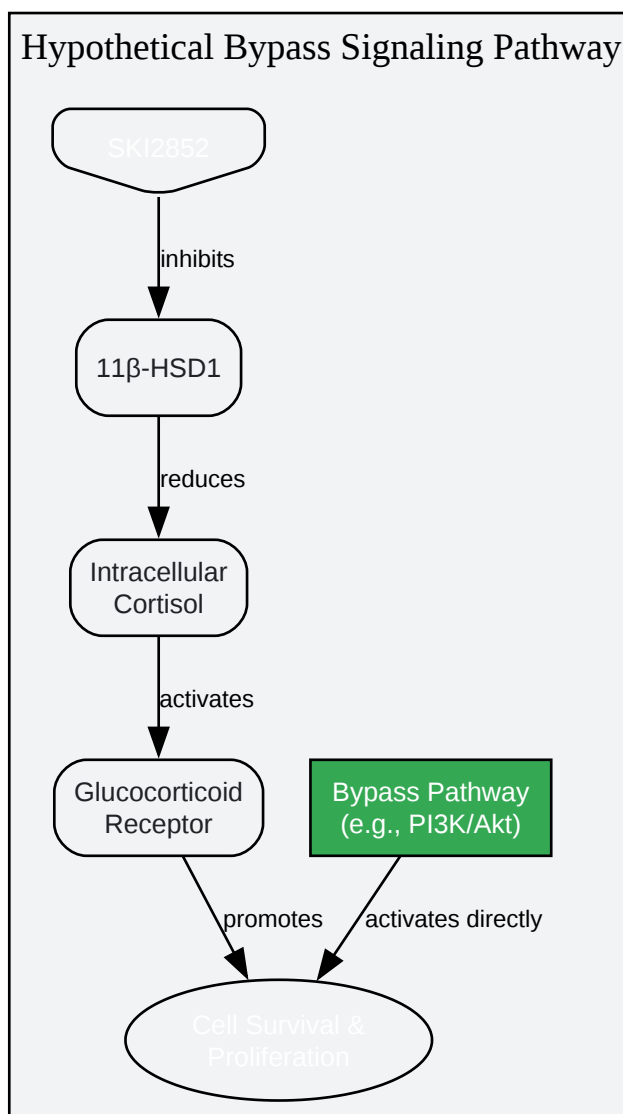 Hypothetical Bypass Signaling Pathway
SKI2852
inhibits
11β-HSD1
reduces
Intracellular
Cortisol
activates
Glucocorticoid
Receptor
Bypass Pathway
(e.g., PI3K/Akt)
promotes
activates directly
Cell Survival &
Proliferation